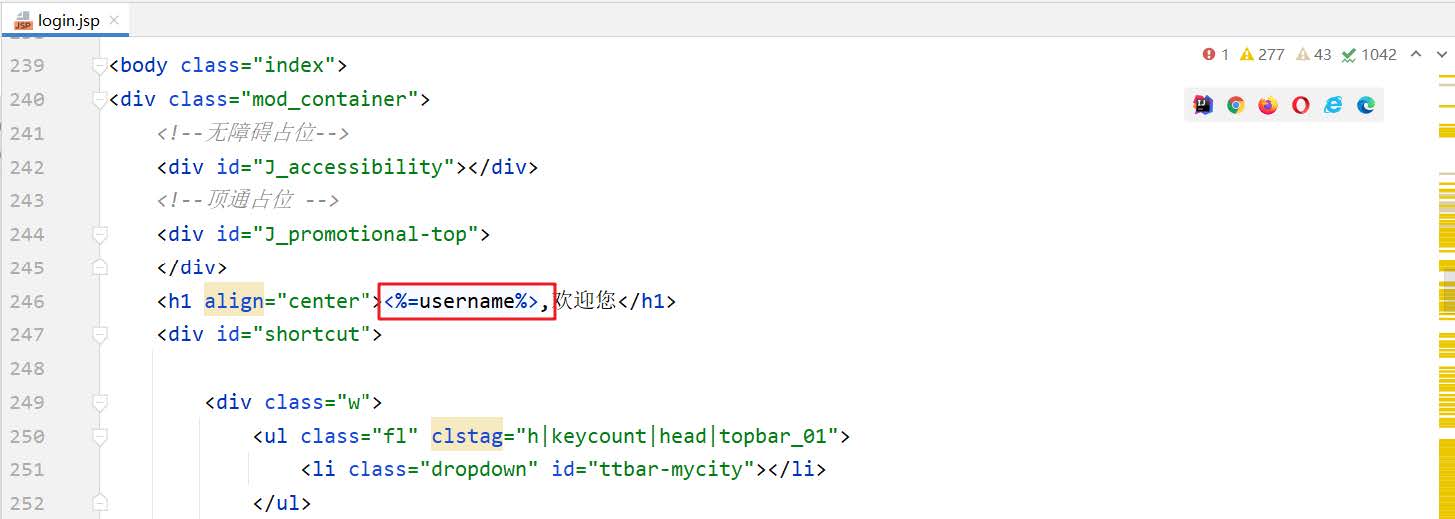 login.jsp
1 277 43 1042
239 <body class="index">
240 <div class="mod_container">
241 <!--无障碍占位-->
242 <div id="J_accessibility"></div>
243 <!--顶通占位 -->
244 <div id="J_promotional-top">
245 </div>
246 <h1 align="center"><%=username%>,欢迎您</h1>
247 <div id="shortcut">
248
249 <div class="w">
250 <ul class="fl" clstag="h|keycount|head|topbar_01">
251 <li class="dropdown" id="ttbar-mycity"></li>
252 </ul>